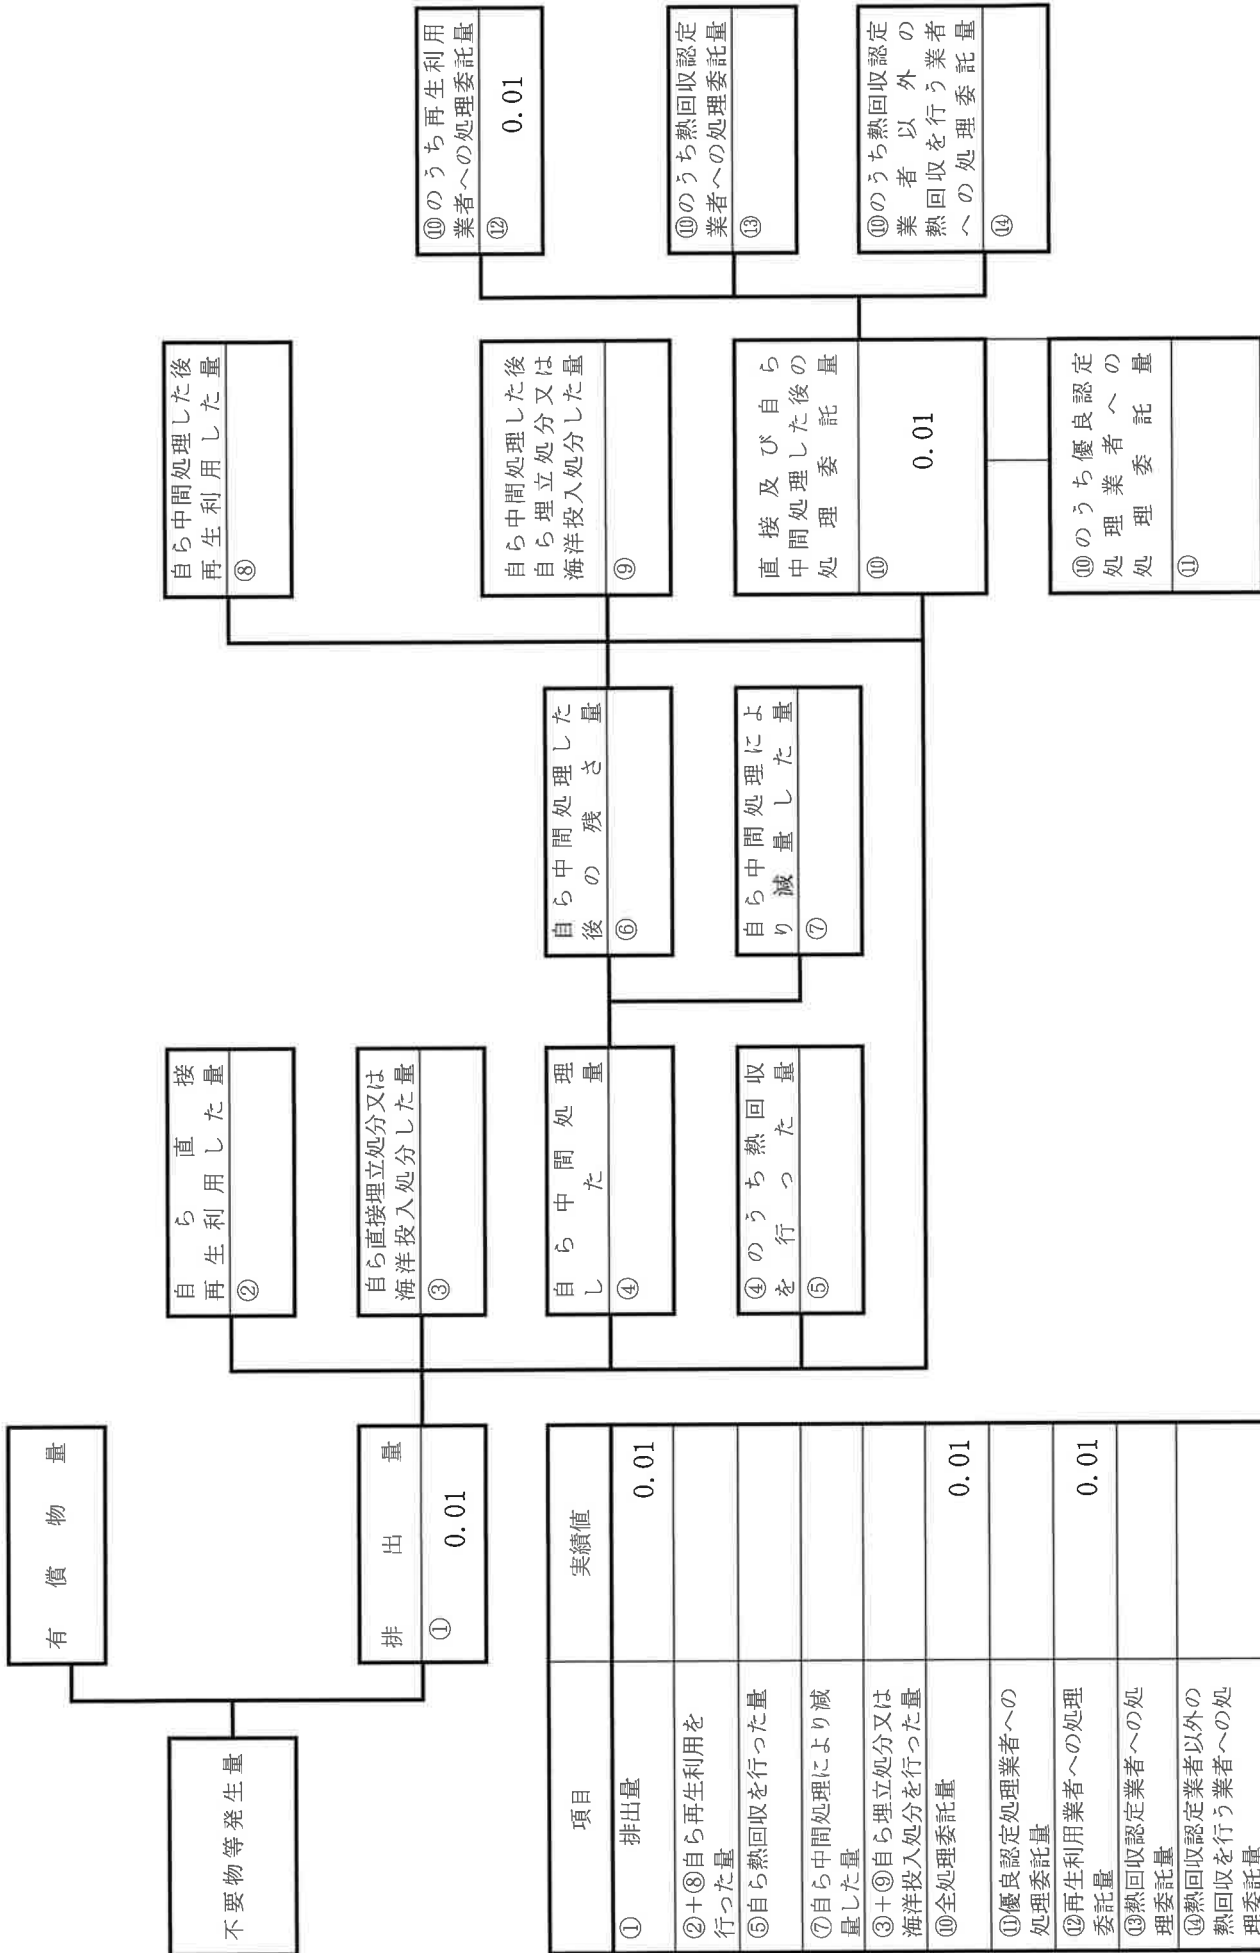 不要物等発生量
有償物量
排出量
① 0.01
自ら直接
再生利用した量
②
自ら直接埋立処分又は
海洋投入処分した量
③
自ら中間処理
した量
④
④のうち熱回収
を行った量
⑤
自ら中間処理した
後の残さ量
⑥
自ら中間処理によ
り減量した量
⑦
自ら中間処理した後
再生利用した量
⑧
自ら中間処理した後
自ら埋立処分又は
海洋投入処分した量
⑨
直接及び自ら
中間処理した後の
処理委託量
⑩ 0.01
⑩のうち優良認定
処理業者への
処理委託量
⑪
⑩のうち再生利用
業者への処理委託量
⑫ 0.01
⑩のうち熱回収認定
業者への処理委託量
⑬
⑩のうち熱回収認定
業者以外の
熱回収を行う業者
への処理委託量
⑭
項目 実績値
① 排出量 0.01
②+⑧自ら再生利用を
行った量
⑤自ら熱回収を行った量
⑦自ら中間処理により減
量した量
③+⑨自ら埋立処分又は
海洋投入処分を行った量
⑩全処理委託量 0.01
⑪優良認定処理業者への
処理委託量
⑫再生利用業者への処理
委託量 0.01
⑬熱回収認定業者への処
理委託量
⑭熱回収認定業者以外の
熱回収を行う業者への処
理委託量